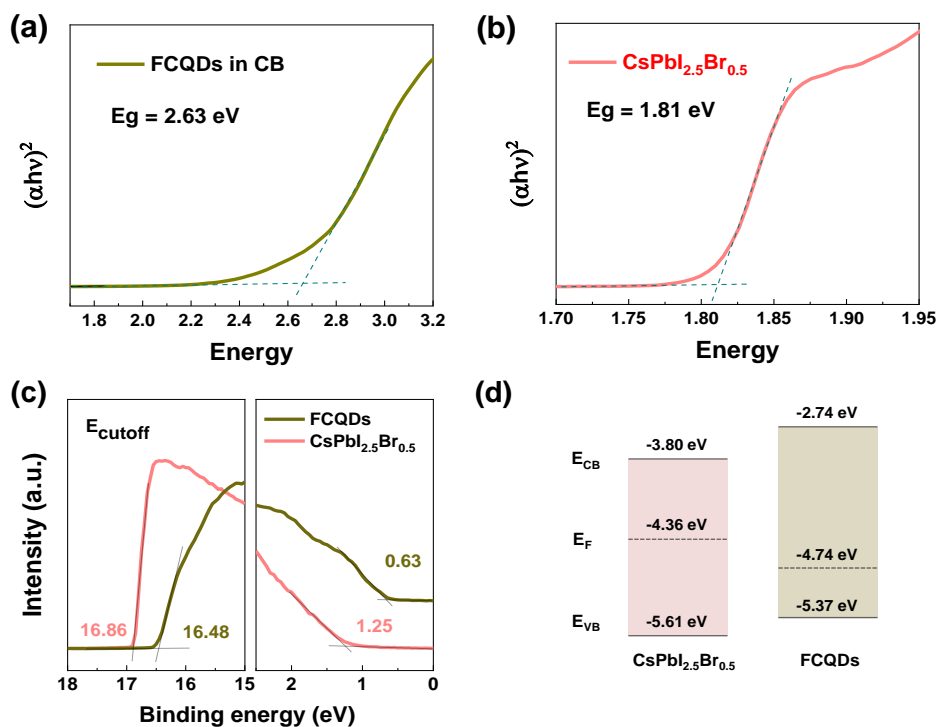 (a)
FCQDs in CB
Eg = 2.63 eV
(αhν)²
1.8 2.0 2.2 2.4 2.6 2.8 3.0 3.2
Energy
(b)
CsPbI₂.₅Br₀.₅
Eg = 1.81 eV
(αhν)²
1.70 1.75 1.80 1.85 1.90 1.95
Energy
(c)
E_cutoff
FCQDs
CsPbI₂.₅Br₀.₅
Intensity (a.u.)
16.86
16.48
0.63
1.25
18 17 16 15 2 1 0
Binding energy (eV)
(d)
-2.74 eV
-3.80 eV
E_CB
-4.36 eV
E_F
-4.74 eV
-5.37 eV
E_VB
-5.61 eV
CsPbI₂.₅Br₀.₅
FCQDs